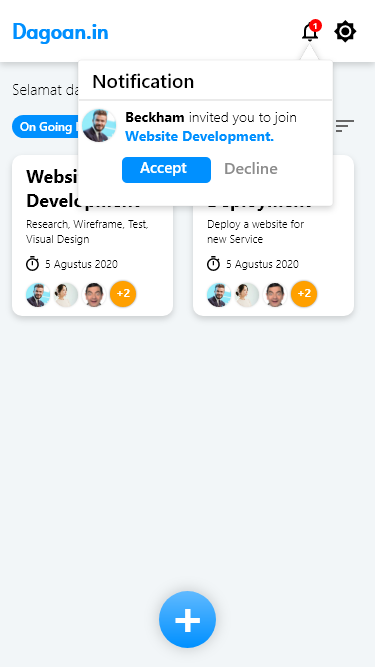 Dagoan.in
1
Selamat da
Notification
Beckham invited you to join
Website Development.
Accept
Decline
On Going
Websi
Development
Research, Wireframe, Test,
Visual Design
5 Agustus 2020
+2
Deployment
Deploy a website for
new Service
5 Agustus 2020
+2